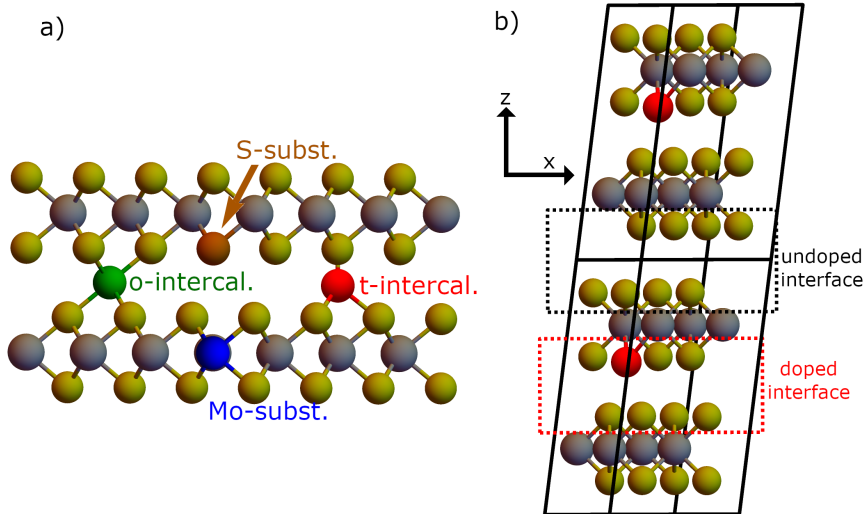 a)
S-subst.
o-intercal.
t-intercal.
Mo-subst.
b)
z
x
undoped
interface
doped
interface